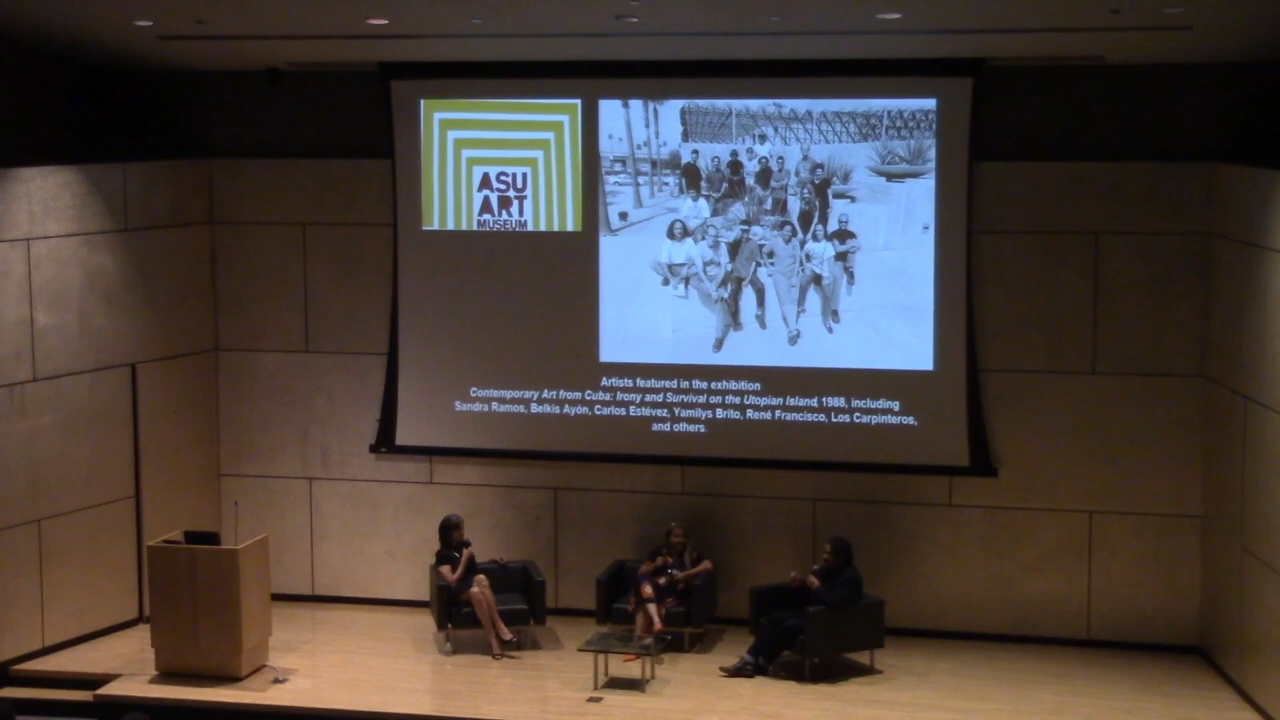 ASU
ART
MUSEUM
Artists featured in the exhibition
Contemporary Art from Cuba: Irony and Survival on the Utopian Island, 1988, including
Sandra Ramos, Belkis Ayón, Carlos Estévez, Yamilys Brito, René Francisco, Los Carpinteros,
and others.